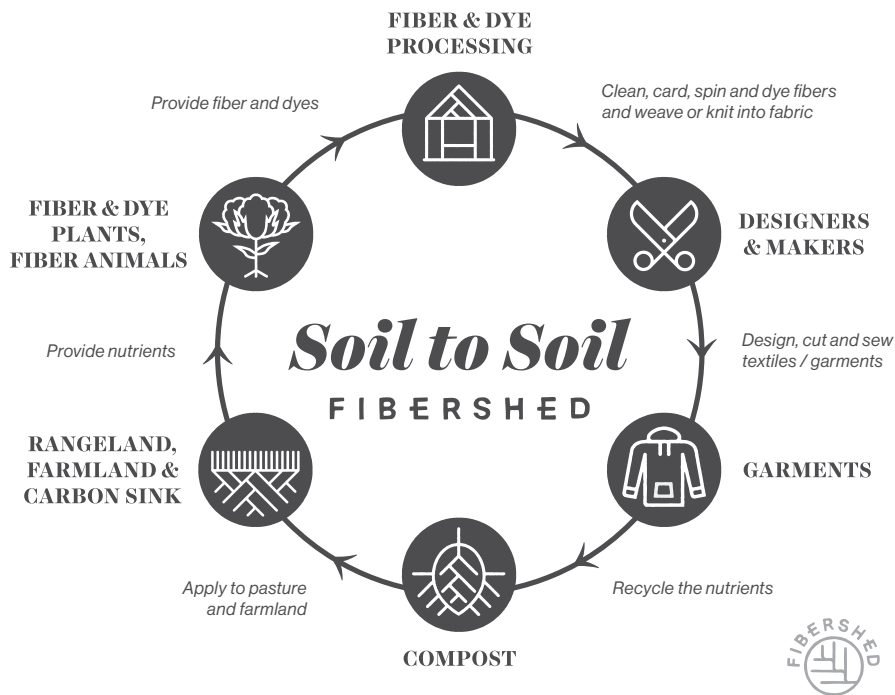 FIBER & DYE
PROCESSING
Provide fiber and dyes
Clean, card, spin and dye fibers
and weave or knit into fabric
FIBER & DYE
PLANTS,
FIBER ANIMALS
DESIGNERS
& MAKERS
Soil to Soil
FIBERSHED
Provide nutrients
Design, cut and sew
textiles / garments
RANGELAND,
FARMLAND &
CARBON SINK
GARMENTS
Apply to pasture
and farmland
Recycle the nutrients
COMPOST
FIBERSHED